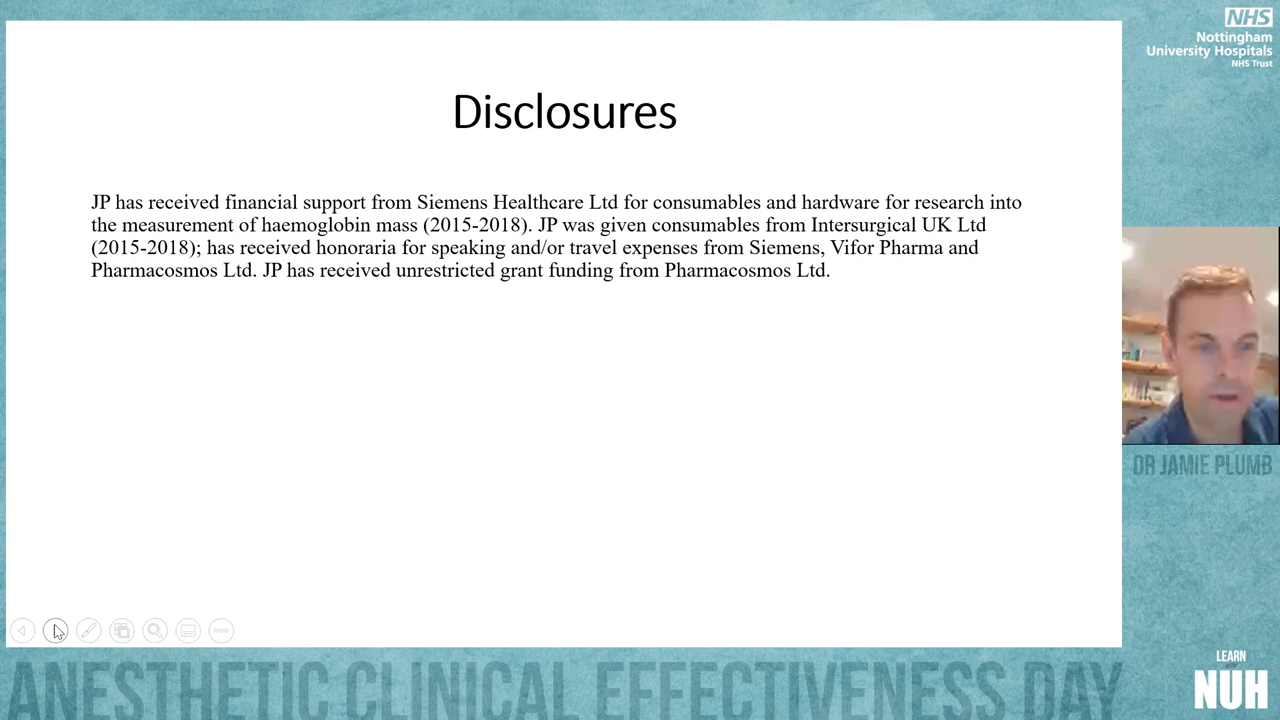 Disclosures
JP has received financial support from Siemens Healthcare Ltd for consumables and hardware for research into
the measurement of haemoglobin mass (2015-2018). JP was given consumables from Intersurgical UK Ltd
(2015-2018); has received honoraria for speaking and/or travel expenses from Siemens, Vifor Pharma and
Pharmacosmos Ltd. JP has received unrestricted grant funding from Pharmacosmos Ltd.
NHS
Nottingham
University Hospitals
NHS Trust
DR JAMIE PLUMB
ANESTHETIC CLINICAL EFFECTIVENESS DAY
LEARN
NUH